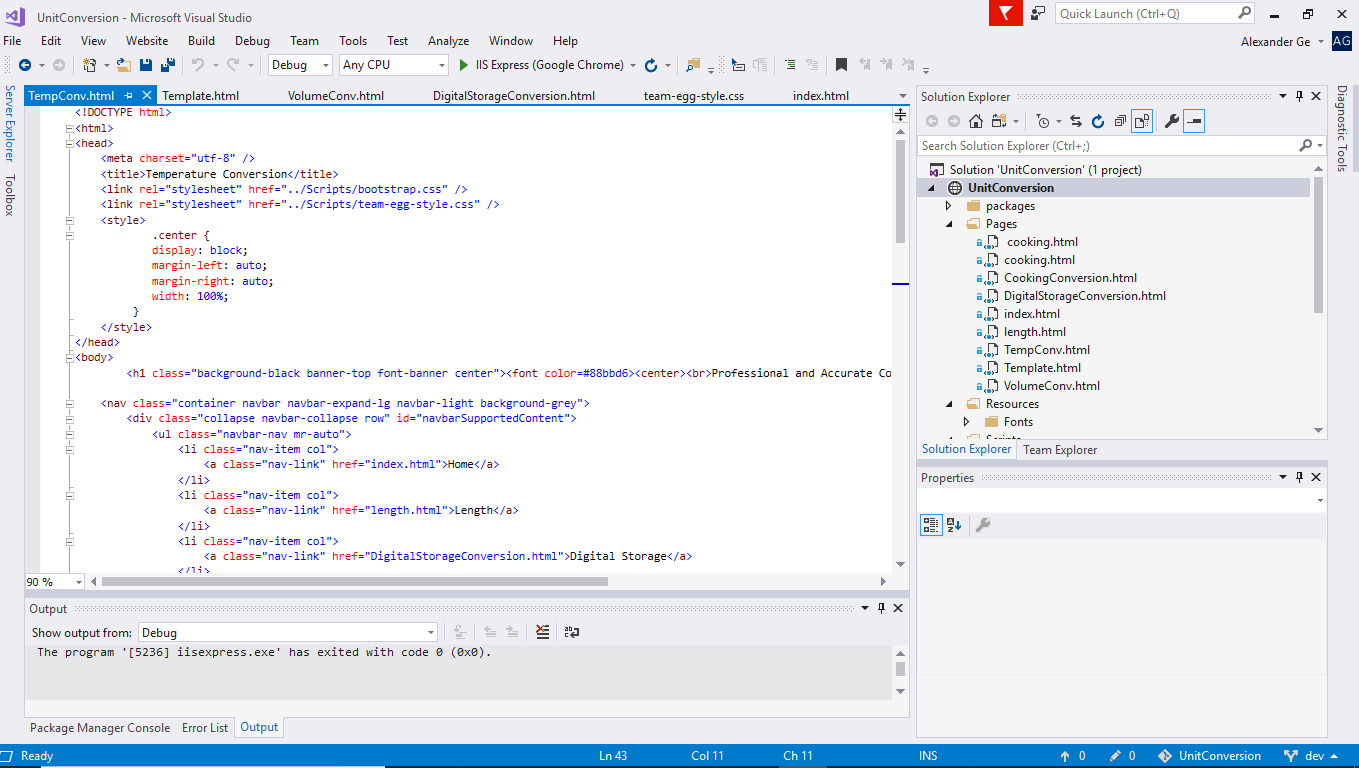 UnitConversion - Microsoft Visual Studio
Quick Launch (Ctrl+Q)
File Edit View Website Build Debug Team Tools Test Analyze Window Help
Alexander Ge AG
Debug Any CPU IIS Express (Google Chrome)
Server Explorer
Toolbox
TempConv.html Template.html VolumeConv.html DigitalStorageConversion.html team-egg-style.css index.html
<!DOCTYPE html>
<html>
<head>
<meta charset="utf-8" />
<title>Temperature Conversion</title>
<link rel="stylesheet" href="../Scripts/bootstrap.css" />
<link rel="stylesheet" href="../Scripts/team-egg-style.css" />
<style>
.center {
display: block;
margin-left: auto;
margin-right: auto;
width: 100%;
}
</style>
</head>
<body>
<h1 class="background-black banner-top font-banner center"><font color=#88bbd6><center><br>Professional and Accurate Co
<nav class="container navbar navbar-expand-lg navbar-light background-grey">
<div class="collapse navbar-collapse row" id="navbarSupportedContent">
<ul class="navbar-nav mr-auto">
<li class="nav-item col">
<a class="nav-link" href="index.html">Home</a>
</li>
<li class="nav-item col">
<a class="nav-link" href="length.html">Length</a>
</li>
<li class="nav-item col">
<a class="nav-link" href="DigitalStorageConversion.html">Digital Storage</a>
</li>
90 %
Output
Show output from: Debug
The program '[5236] iisexpress.exe' has exited with code 0 (0x0).
Package Manager Console Error List Output
Solution Explorer
Search Solution Explorer (Ctrl+;)
Solution 'UnitConversion' (1 project)
UnitConversion
packages
Pages
cooking.html
cooking.html
CookingConversion.html
DigitalStorageConversion.html
index.html
length.html
TempConv.html
Template.html
VolumeConv.html
Resources
Fonts
Scripts
Solution Explorer Team Explorer
Properties
Diagnostic Tools
Ready Ln 43 Col 11 Ch 11 INS 0 0 UnitConversion dev